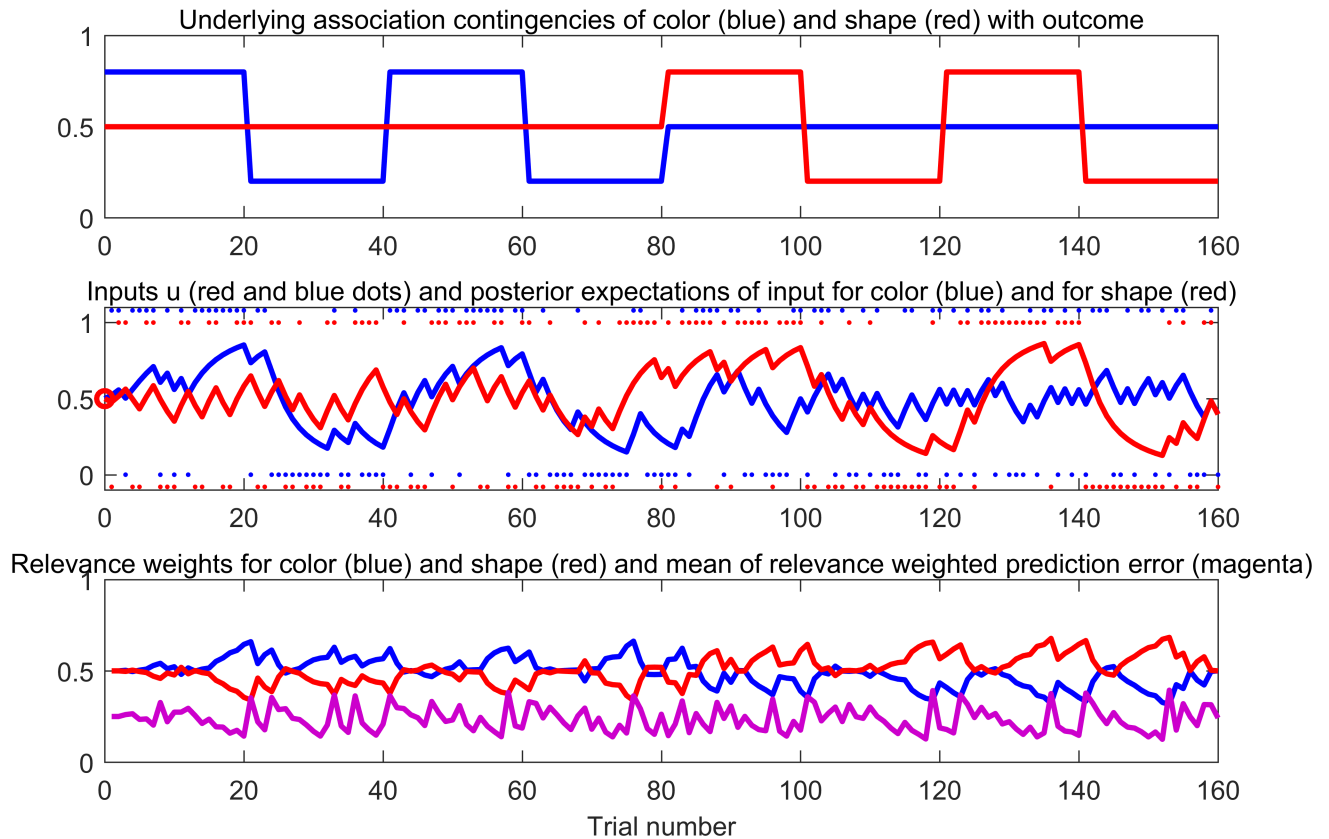 Underlying association contingencies of color (blue) and shape (red) with outcome
1
0.5
0
0 20 40 60 80 100 120 140 160
Inputs u (red and blue dots) and posterior expectations of input for color (blue) and for shape (red)
1
0.5
0
0 20 40 60 80 100 120 140 160
Relevance weights for color (blue) and shape (red) and mean of relevance weighted prediction error (magenta)
1
0.5
0
0 20 40 60 80 100 120 140 160
Trial number